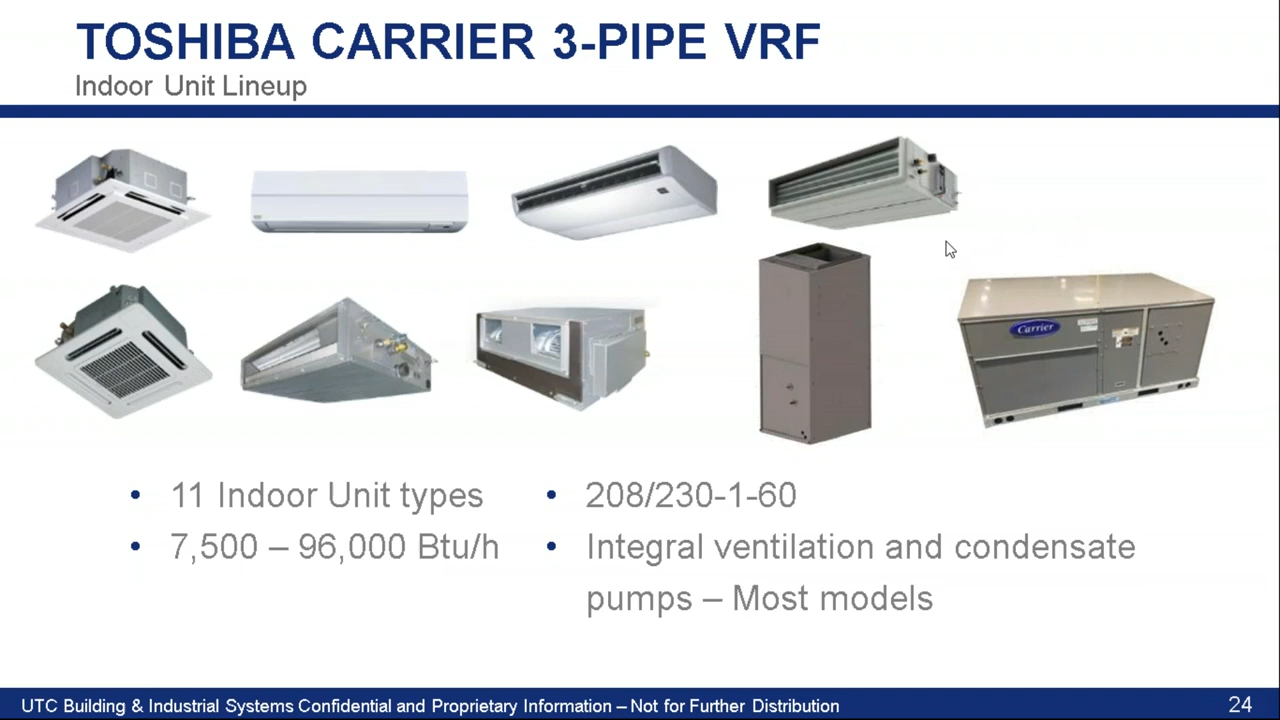 TOSHIBA CARRIER 3-PIPE VRF
Indoor Unit Lineup
Carrier
• 11 Indoor Unit types
• 7,500 – 96,000 Btu/h
• 208/230-1-60
• Integral ventilation and condensate
pumps – Most models
UTC Building & Industrial Systems Confidential and Proprietary Information – Not for Further Distribution
24